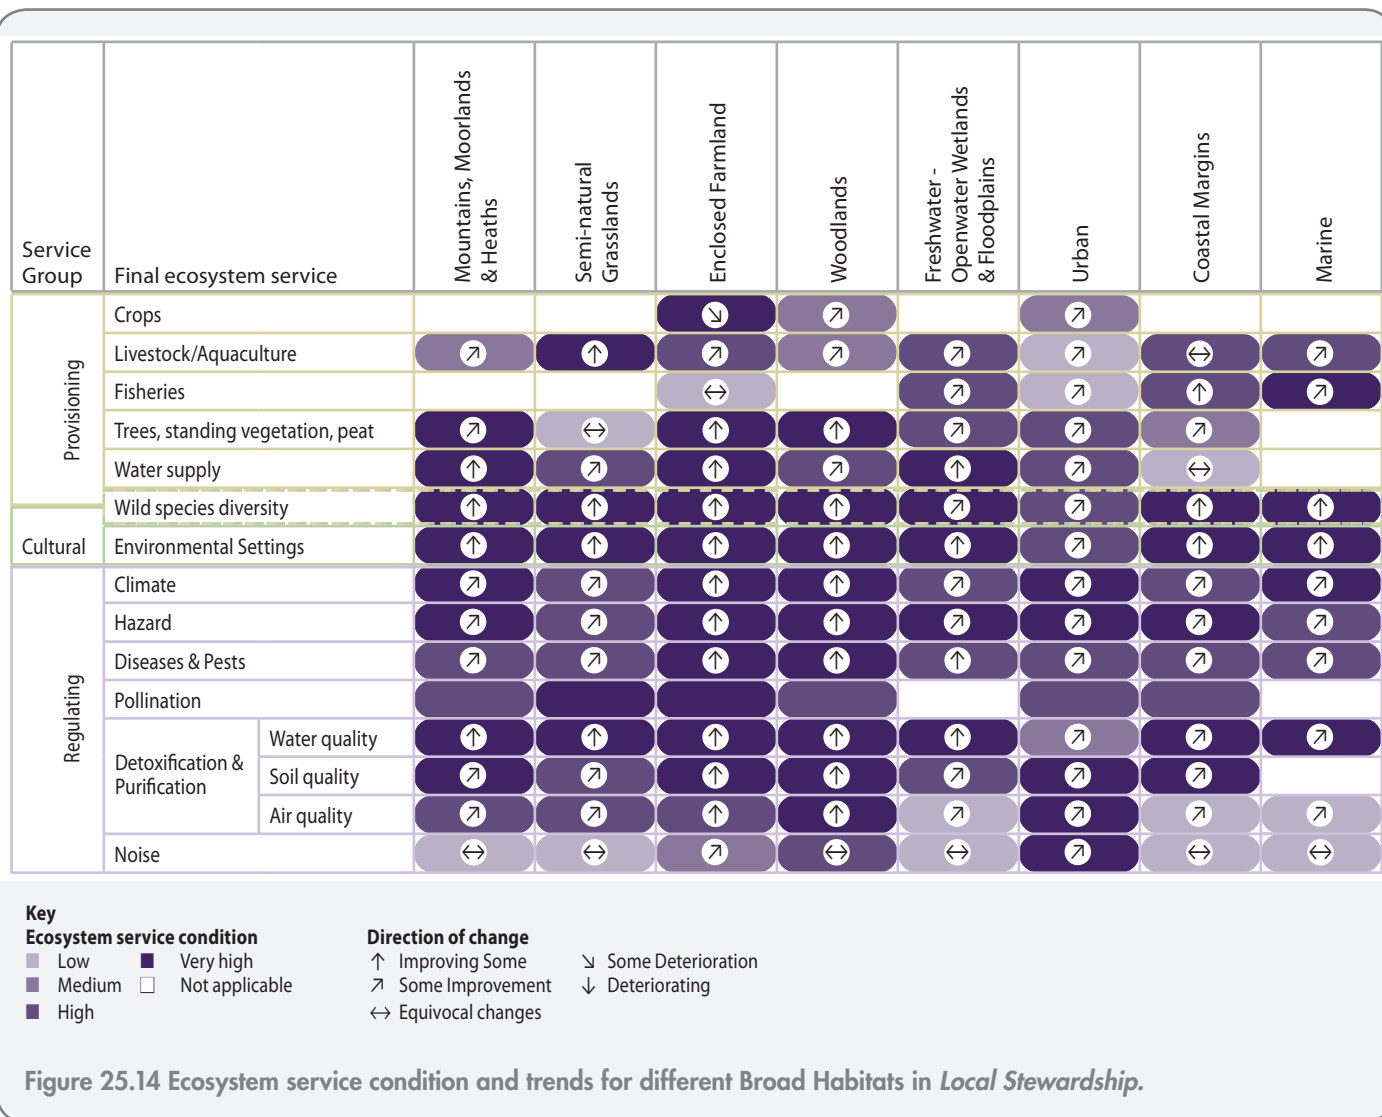 Service
Group
Final ecosystem service
Mountains, Moorlands
& Heaths
Semi-natural
Grasslands
Enclosed Farmland
Woodlands
Freshwater -
Openwater Wetlands
& Floodplains
Urban
Coastal Margins
Marine
Provisioning
Crops
Livestock/Aquaculture
Fisheries
Trees, standing vegetation, peat
Water supply
Wild species diversity
Cultural
Environmental Settings
Regulating
Climate
Hazard
Diseases & Pests
Pollination
Detoxification &
Purification
Water quality
Soil quality
Air quality
Noise
Key
Ecosystem service condition
Low
Very high
Medium
Not applicable
High
Direction of change
↑ Improving Some
↘ Some Deterioration
↗ Some Improvement
↓ Deteriorating
↔ Equivocal changes
Figure 25.14 Ecosystem service condition and trends for different Broad Habitats in Local Stewardship.